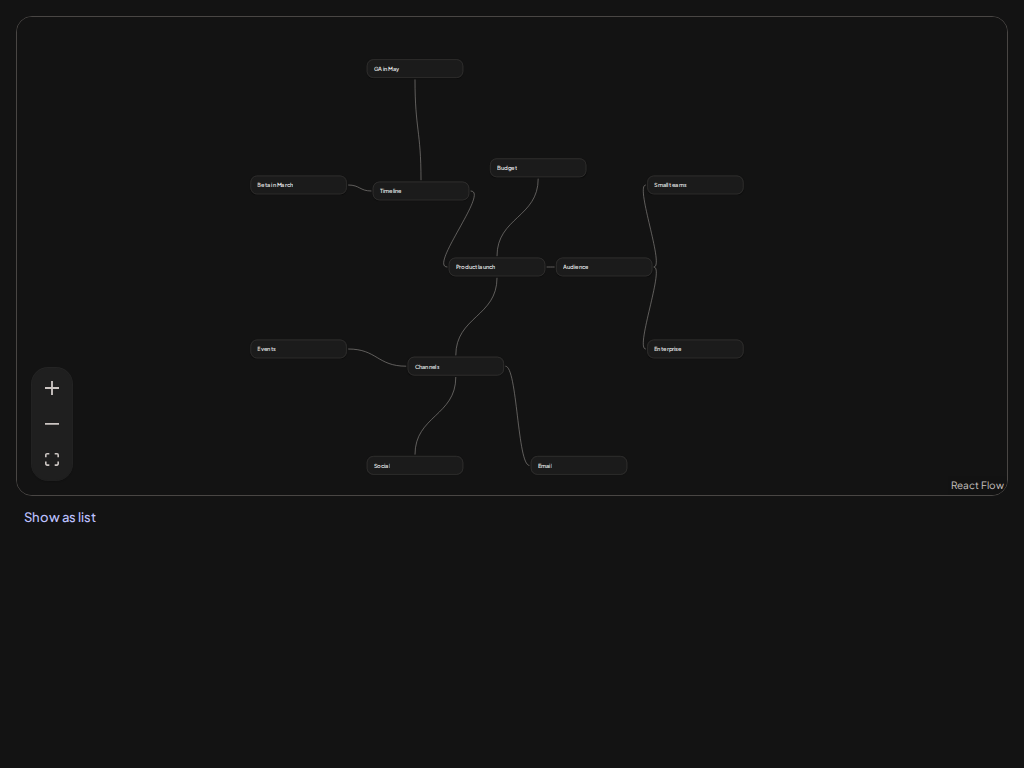 GA in May
Budget
Beta in March
Timeline
Small teams
Product launch
Audience
Events
Enterprise
Channels
Social
Email
React Flow
Show as list